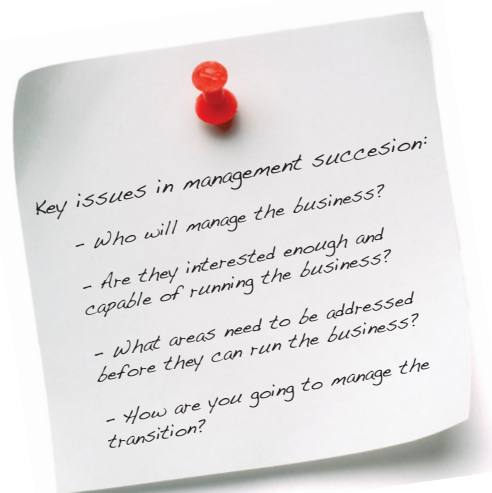 Key issues in management succesion:
- Who will manage the business?
- Are they interested enough and
capable of running the business?
- What areas need to be addressed
before they can run the business?
- How are you going to manage the
transition?